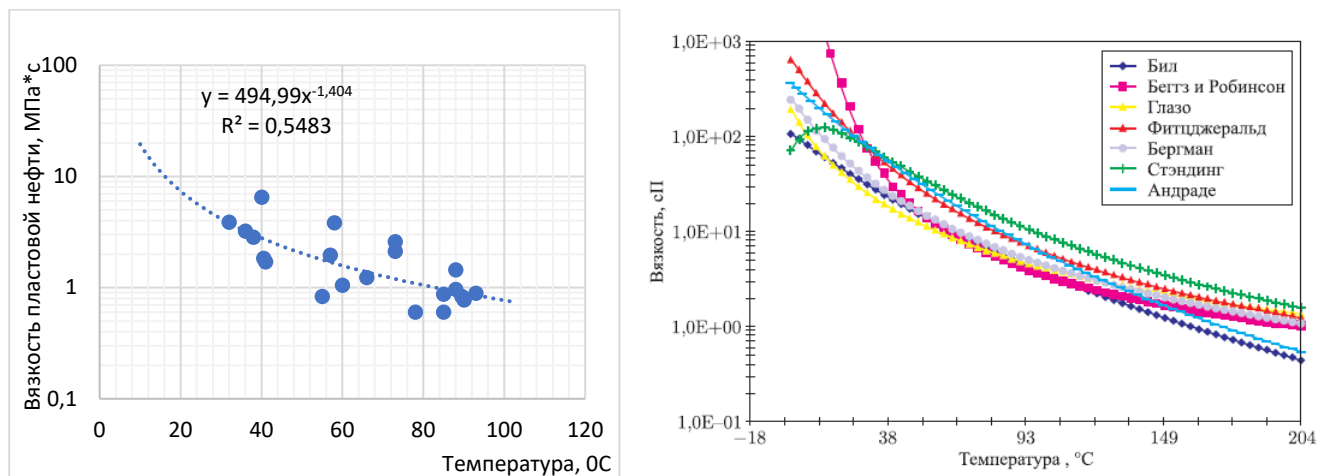 100
10
1
0,1
0
20
40
60
80
100
120
y = 494,99x^-1,404
R² = 0,5483
Вязкость пластовой нефти, МПа*с
Температура, 0С
1,0E+03
1,0E+02
1,0E+01
1,0E+00
1,0E–01
–18
38
93
149
204
Вязкость, сП
Температура , °C
Бил
Беггз и Робинсон
Глазо
Фитцджеральд
Бергман
Стэндинг
Андраде